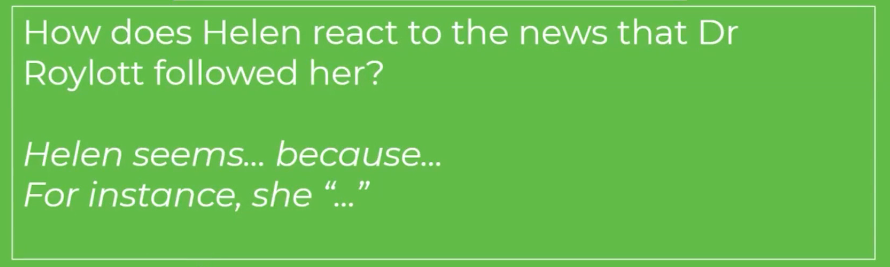 How does Helen react to the news that Dr
Roylott followed her?
Helen seems... because...
For instance, she “...”